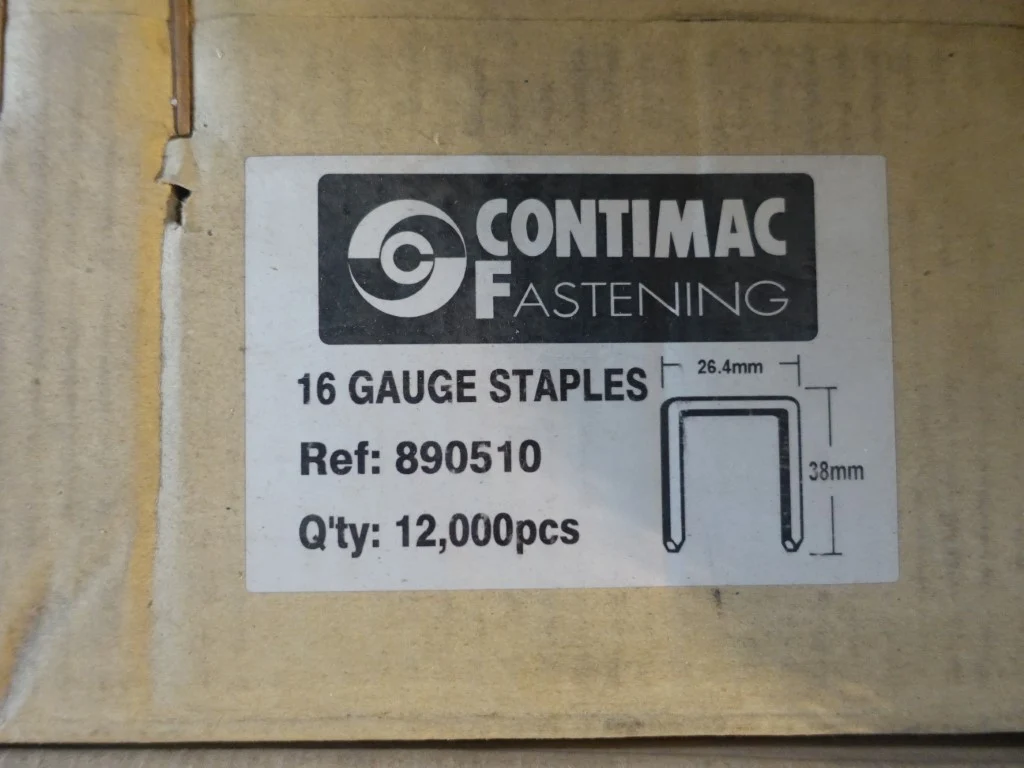 C
CONTIMAC
FASTENING
16 GAUGE STAPLES
26.4mm
Ref: 890510
38mm
Q'ty: 12,000pcs